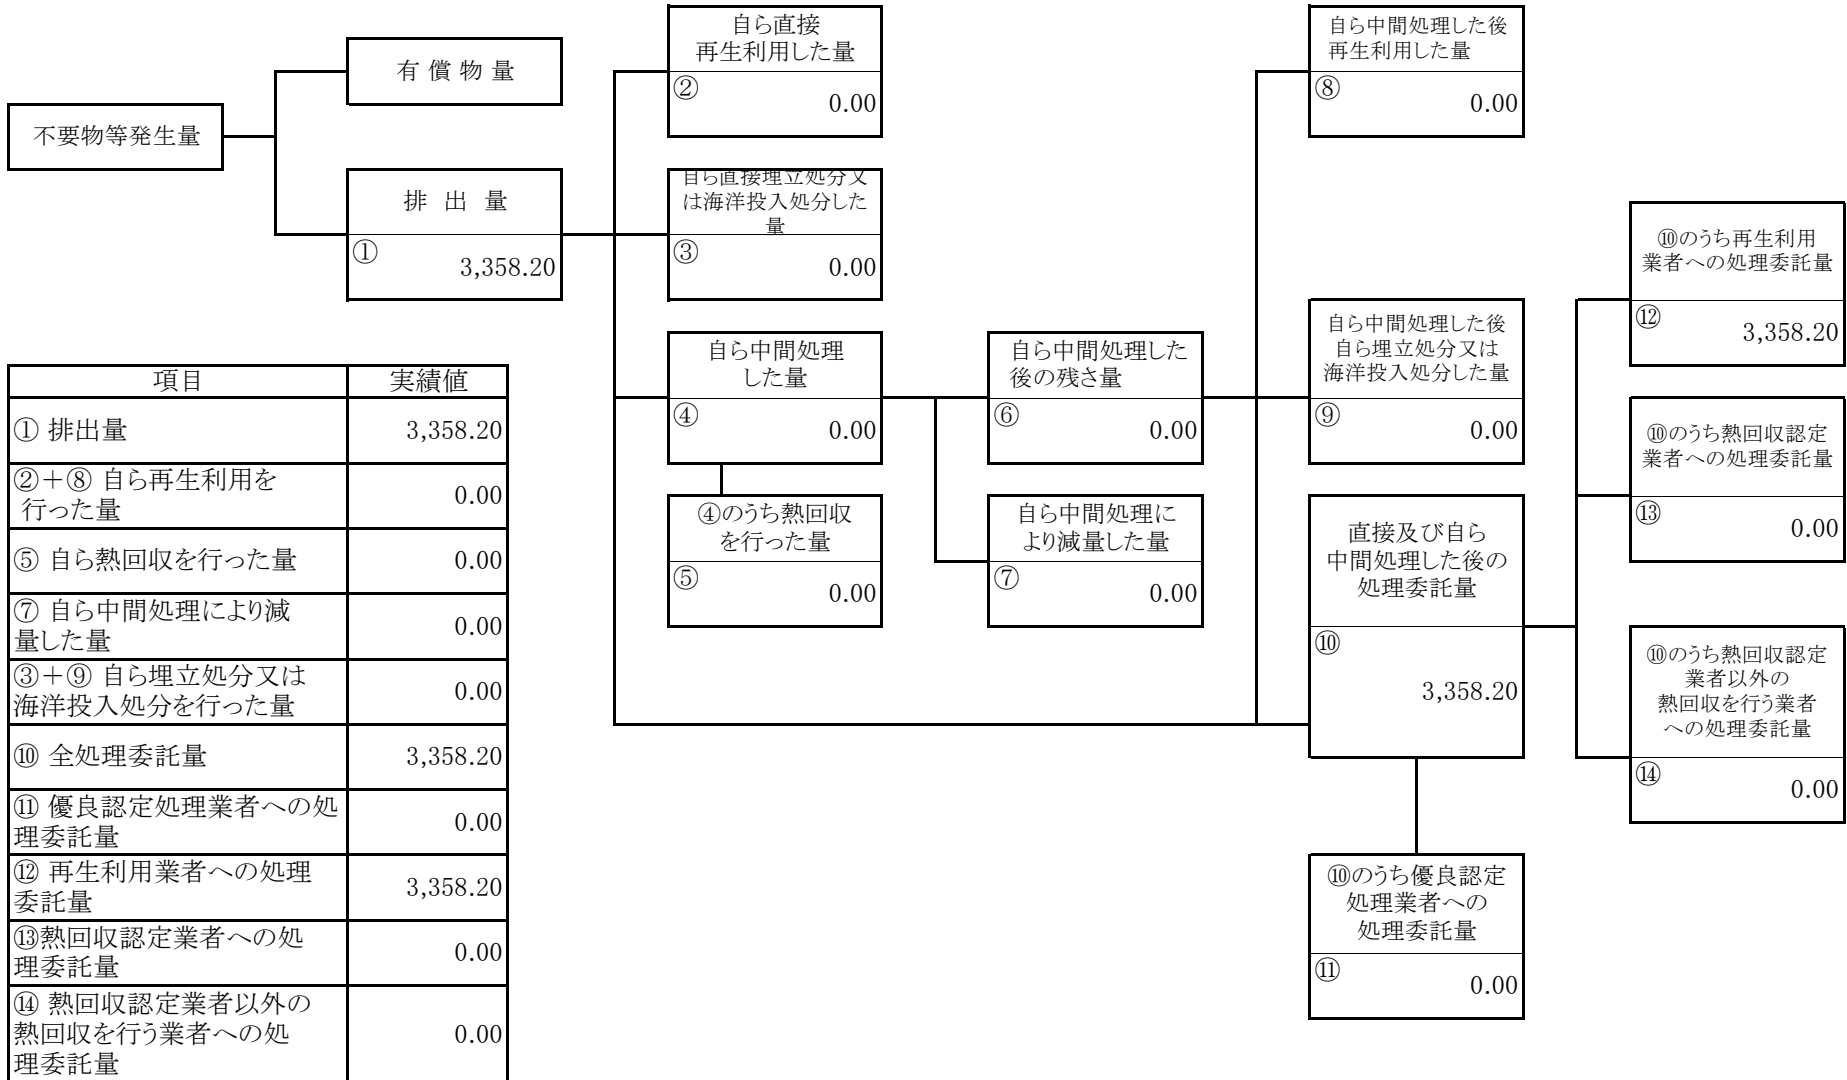 不要物等発生量
有 償 物 量
排 出 量
①
3,358.20
自ら直接
再生利用した量
②
0.00
自ら直接埋立処分又
は海洋投入処分した
量
③
0.00
自ら中間処理
した量
④
0.00
④のうち熱回収
を行った量
⑤
0.00
自ら中間処理した
後の残さ量
⑥
0.00
自ら中間処理に
より減量した量
⑦
0.00
自ら中間処理した後
再生利用した量
⑧
0.00
自ら中間処理した後
自ら埋立処分又は
海洋投入処分した量
⑨
0.00
直接及び自ら
中間処理した後の
処理委託量
⑩
3,358.20
⑩のうち優良認定
処理業者への
処理委託量
⑪
0.00
⑩のうち再生利用
業者への処理委託量
⑫
3,358.20
⑩のうち熱回収認定
業者への処理委託量
⑬
0.00
⑩のうち熱回収認定
業者以外の
熱回収を行う業者
への処理委託量
⑭
0.00
項目 実績値
① 排出量 3,358.20
②+⑧ 自ら再生利用を
行った量 0.00
⑤ 自ら熱回収を行った量 0.00
⑦ 自ら中間処理により減
量した量 0.00
③+⑨ 自ら埋立処分又は
海洋投入処分を行った量 0.00
⑩ 全処理委託量 3,358.20
⑪ 優良認定処理業者への処
理委託量 0.00
⑫ 再生利用業者への処理
委託量 3,358.20
⑬熱回収認定業者への処
理委託量 0.00
⑭ 熱回収認定業者以外の
熱回収を行う業者への処 0.00
理委託量